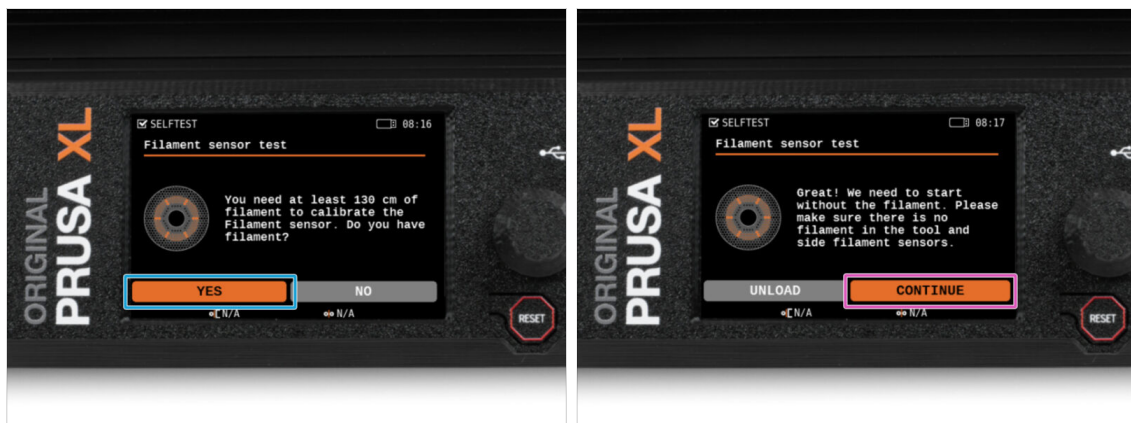 ORIGINAL
PRUSA XL
SELFTEST
08:16
Filament sensor test
You need at least 130 cm of
filament to calibrate the
Filament sensor. Do you have
filament?
YES
NO
N/A
N/A
RESET
ORIGINAL
PRUSA XL
SELFTEST
08:17
Filament sensor test
Great! We need to start
without the filament. Please
make sure there is no
filament in the tool and
side filament sensors.
UNLOAD
CONTINUE
N/A
N/A
RESET